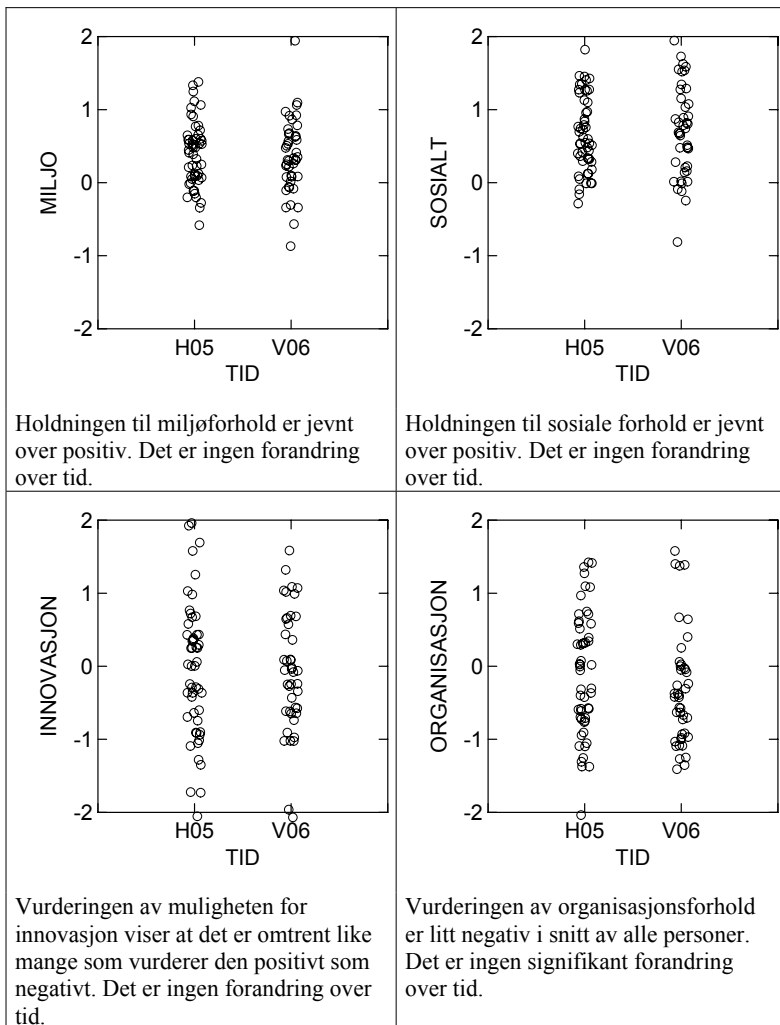 2
1
0
-1
-2
MILJO
H05 V06
TID
Holdningen til miljøforhold er jevnt
over positiv. Det er ingen forandring
over tid.
2
1
0
-1
-2
SOSIALT
H05 V06
TID
Holdningen til sosiale forhold er jevnt
over positiv. Det er ingen forandring
over tid.
2
1
0
-1
-2
INNOVASJON
H05 V06
TID
Vurderingen av muligheten for
innovasjon viser at det er omtrent like
mange som vurderer den positivt som
negativt. Det er ingen forandring over
tid.
2
1
0
-1
-2
ORGANISASJON
H05 V06
TID
Vurderingen av organisasjonsforhold
er litt negativ i snitt av alle personer.
Det er ingen signifikant forandring
over tid.